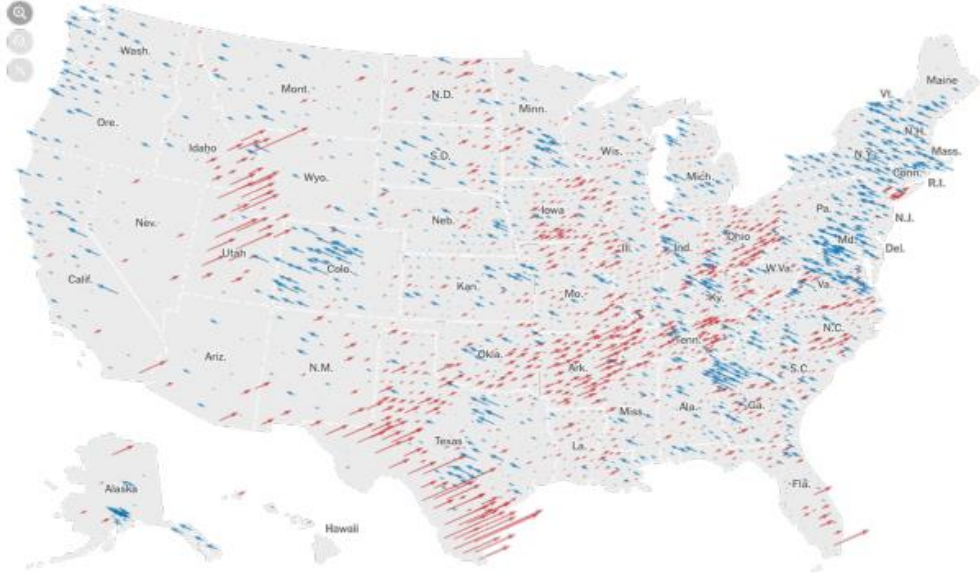 Wash.
Mont.
N.D.
Minn.
Maine
Vt.
Ore.
Idaho
S.D.
Wis.
Mich.
N.Y.
N.H.
Mass.
Conn.
R.I.
Wyo.
Nev.
Neb.
Iowa
Ill.
Ind.
Ohio
Pa.
N.J.
Md.
Del.
Utah
Colo.
Calif.
Kan.
Mo.
W.Va.
Va.
Ky.
Ariz.
N.M.
Okla.
Ark.
Tenn.
N.C.
S.C.
Texas
La.
Miss.
Ala.
Ga.
Fla.
Alaska
Hawaii